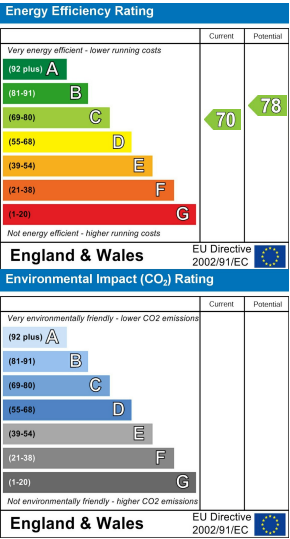 Energy Efficiency Rating
Current Potential
Very energy efficient - lower running costs
(92 plus) A
(81-91) B
(69-80) C
(55-68) D
(39-54) E
(21-38) F
(1-20) G
70
78
Not energy efficient - higher running costs
England & Wales
EU Directive
2002/91/EC
Environmental Impact (CO₂) Rating
Current Potential
Very environmentally friendly - lower CO2 emissions
(92 plus) A
(81-91) B
(69-80) C
(55-68) D
(39-54) E
(21-38) F
(1-20) G
Not environmentally friendly - higher CO2 emissions
England & Wales
EU Directive
2002/91/EC